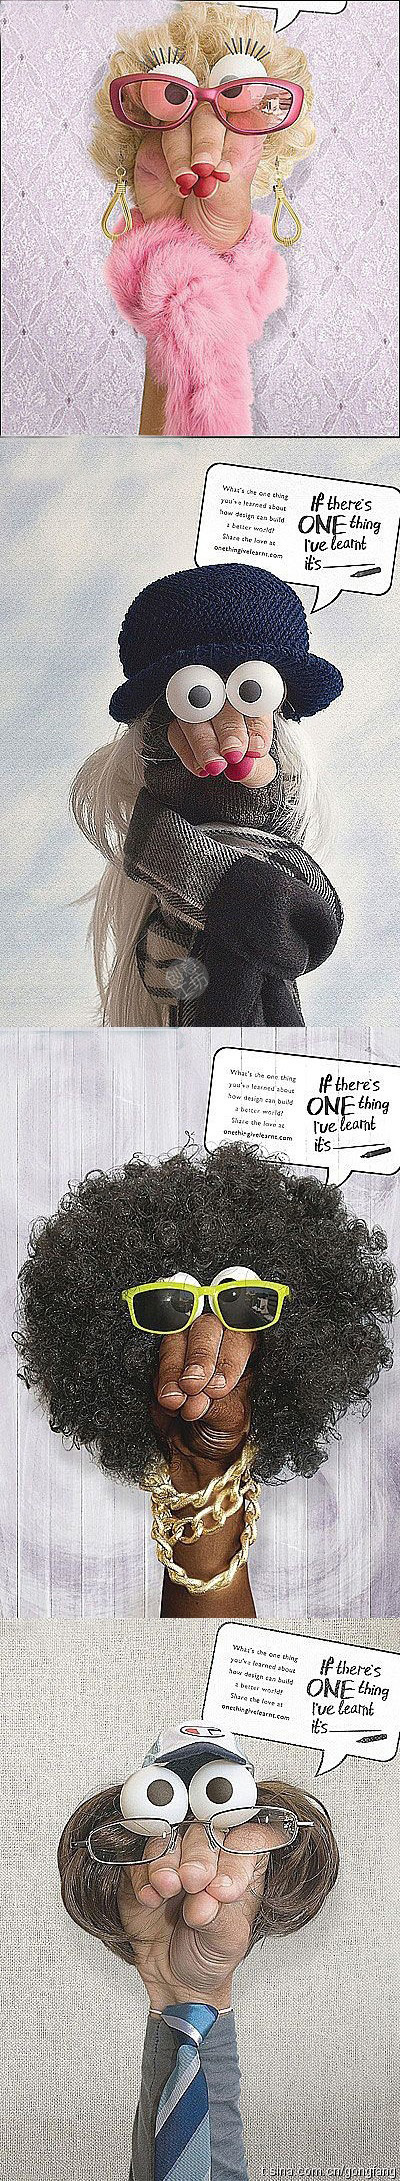 What's the one thing
you've learned about
how design can build
a better world?
Share the love at
onethingivelearnt.com
If there's
ONE thing
I've learnt
it's
What's the one thing
you've learned about
how design can build
a better world?
Share the love at
onethingivelearnt.com
If there's
ONE thing
I've learnt
it's
What's the one thing
you've learned about
how design can build
a better world?
Share the love at
onethingivelearnt.com
If there's
ONE thing
I've learnt
it's
t.sina.com.cn/gongfang